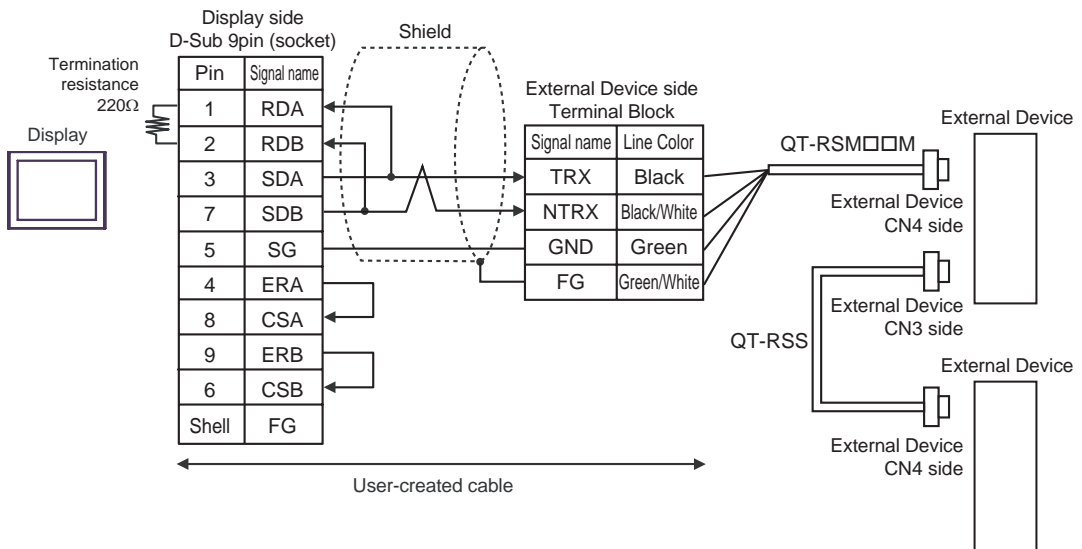 Display side
D-Sub 9pin (socket)
Shield
Termination
resistance
220Ω
Display
Pin Signal name
1 RDA
2 RDB
3 SDA
7 SDB
5 SG
4 ERA
8 CSA
9 ERB
6 CSB
Shell FG
External Device side
Terminal Block
Signal name Line Color
TRX Black
NTRX Black/White
GND Green
FG Green/White
User-created cable
QT-RSM□□M
External Device
External Device
CN4 side
External Device
CN3 side
QT-RSS
External Device
External Device
CN4 side